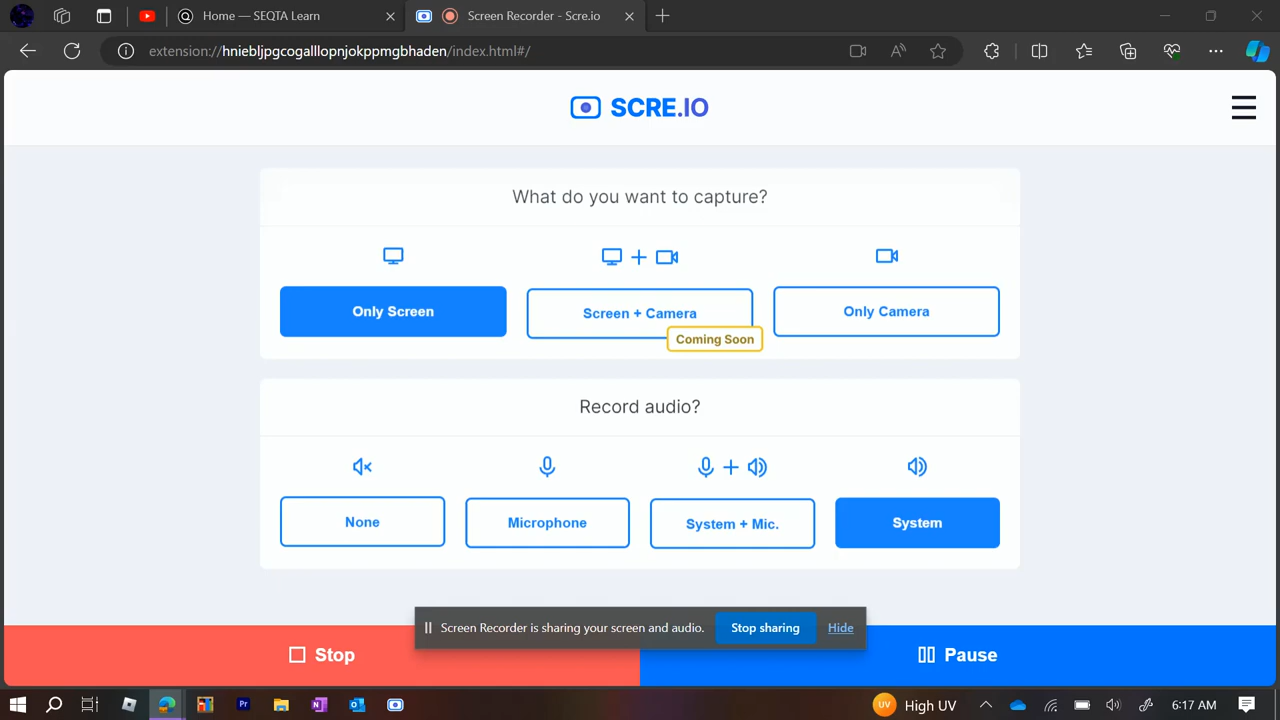 Home — SEQTA Learn
Screen Recorder - Scre.io
extension://hniebljpgcogalllopnjokppmgbhaden/index.html#/
SCRE.IO
What do you want to capture?
Only Screen
Screen + Camera
Only Camera
Coming Soon
Record audio?
None
Microphone
System + Mic.
System
Screen Recorder is sharing your screen and audio.
Stop sharing
Hide
Stop
Pause
UV
High UV
6:17 AM
Pr